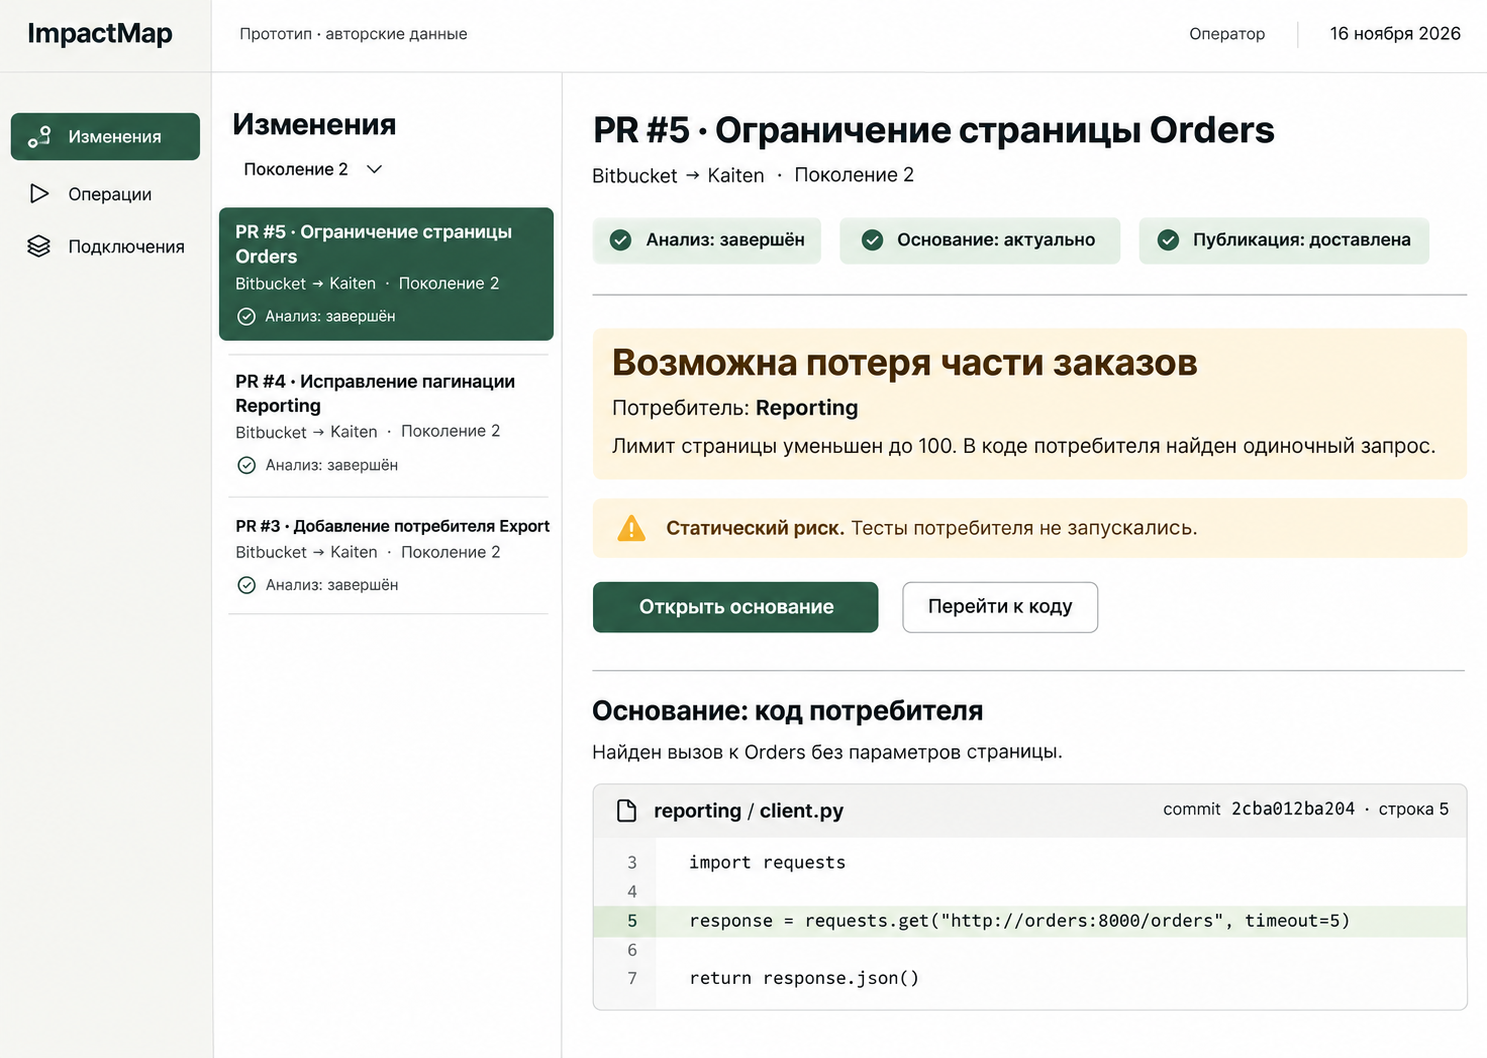 ImpactMap
Прототип · авторские данные
Оператор
16 ноября 2026
Изменения
Операции
Подключения
Изменения
Поколение 2
PR #5 · Ограничение страницы
Orders
Bitbucket → Kaiten · Поколение 2
Анализ: завершён
PR #4 · Исправление пагинации
Reporting
Bitbucket → Kaiten · Поколение 2
Анализ: завершён
PR #3 · Добавление потребителя Export
Bitbucket → Kaiten · Поколение 2
Анализ: завершён
PR #5 · Ограничение страницы Orders
Bitbucket → Kaiten · Поколение 2
Анализ: завершён
Основание: актуально
Публикация: доставлена
Возможна потеря части заказов
Потребитель: Reporting
Лимит страницы уменьшен до 100. В коде потребителя найден одиночный запрос.
Статический риск. Тесты потребителя не запускались.
Открыть основание
Перейти к коду
Основание: код потребителя
Найден вызов к Orders без параметров страницы.
reporting / client.py
commit 2cba012ba204 · строка 5
3 import requests
4
5 response = requests.get("http://orders:8000/orders", timeout=5)
6
7 return response.json()